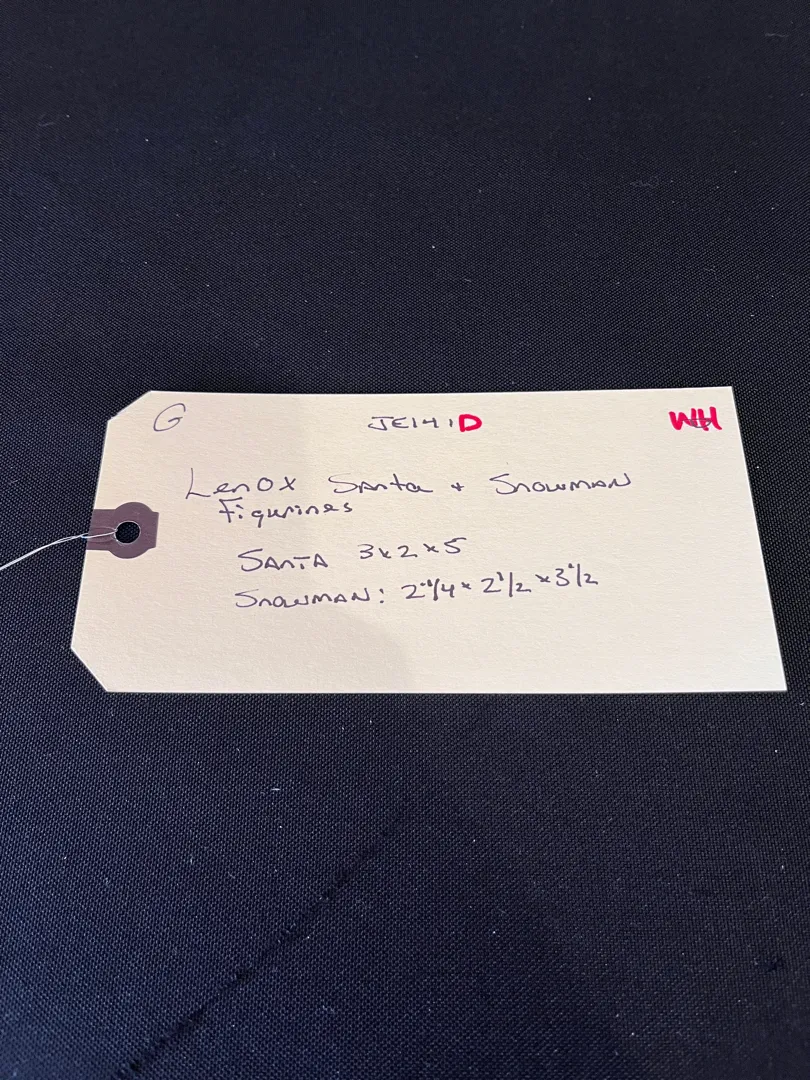 G JE141D WH
LenOX Santa + Snowman
Figurines
SANTA 3x2x5
Snowman: 2 1/4 x 2 1/2 x 3 1/2